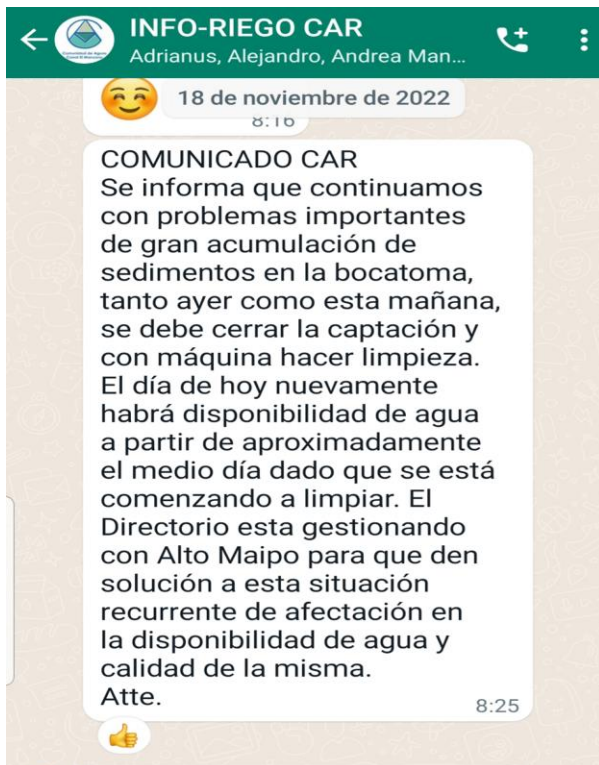 INFO-RIEGO CAR
Adrianus, Alejandro, Andrea Man...
18 de noviembre de 2022
8:16
COMUNICADO CAR
Se informa que continuamos
con problemas importantes
de gran acumulación de
sedimentos en la bocatoma,
tanto ayer como esta mañana,
se debe cerrar la captación y
con máquina hacer limpieza.
El día de hoy nuevamente
habrá disponibilidad de agua
a partir de aproximadamente
el medio día dado que se está
comenzando a limpiar. El
Directorio esta gestionando
con Alto Maipo para que den
solución a esta situación
recurrente de afectación en
la disponibilidad de agua y
calidad de la misma.
Atte.
8:25